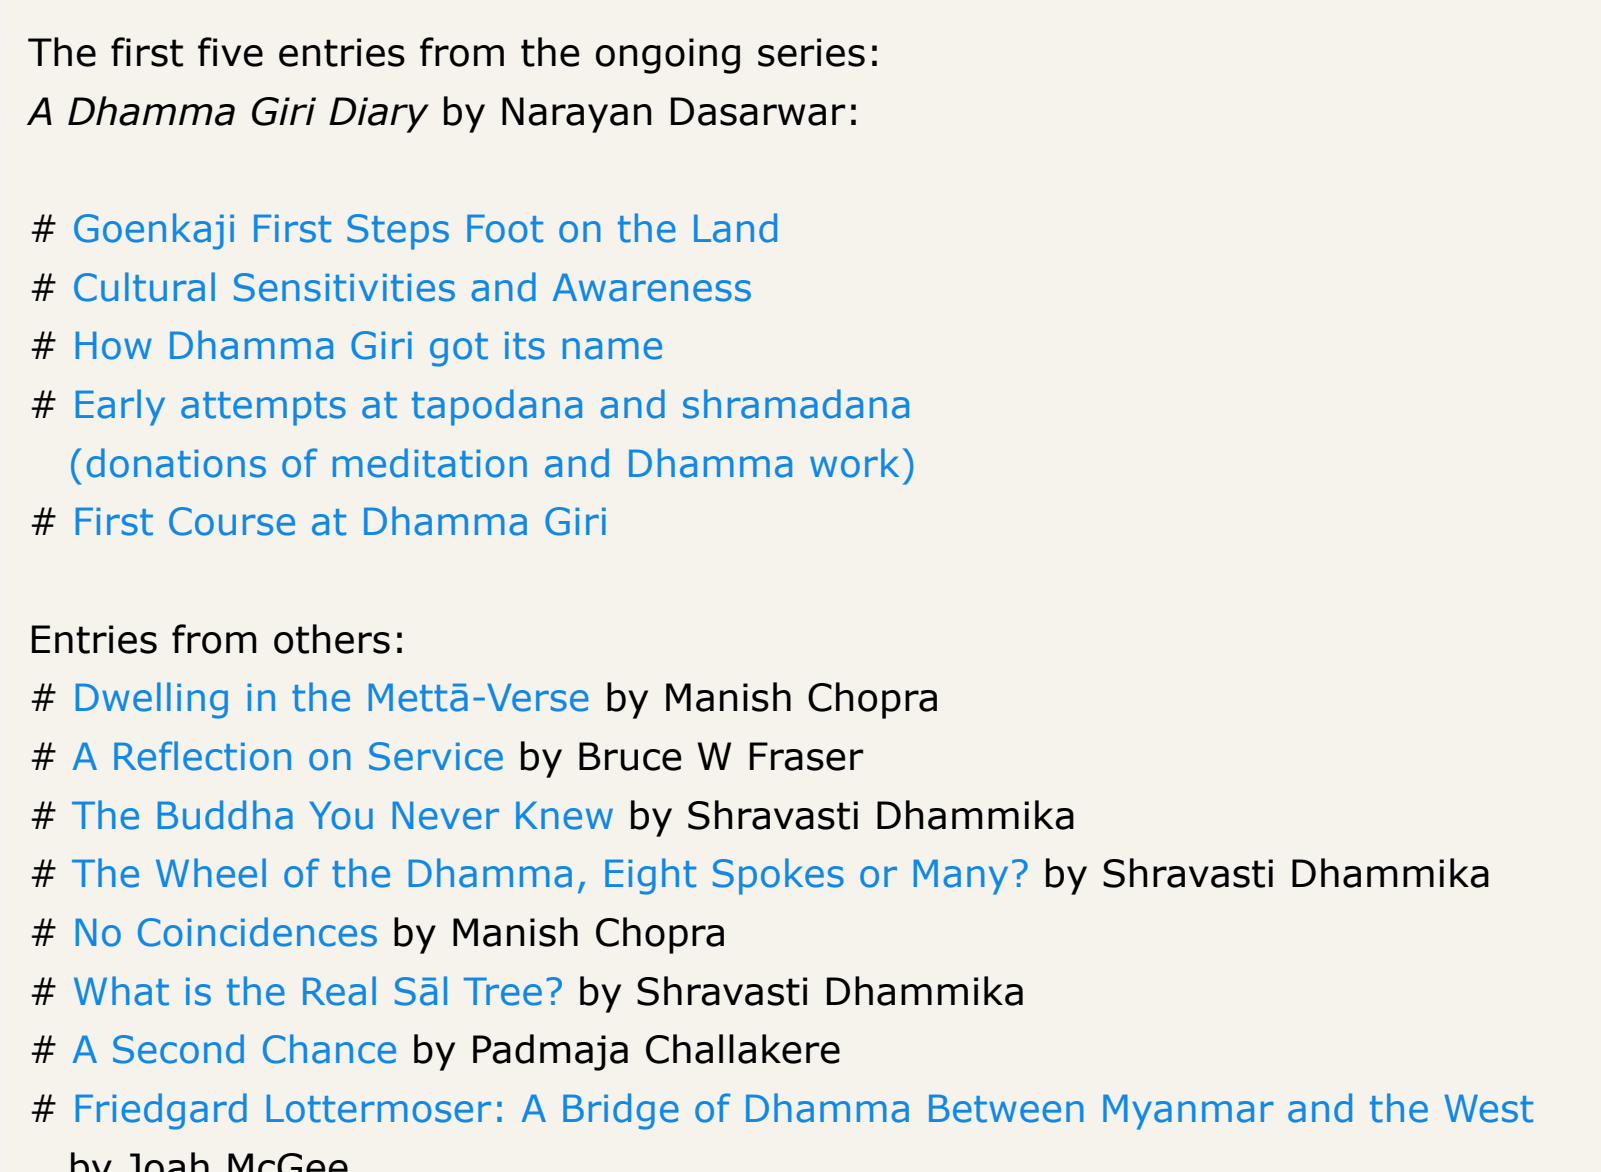 The first five entries from the ongoing series:
A Dhamma Giri Diary by Narayan Dasarwar:
# Goenkaji First Steps Foot on the Land
# Cultural Sensitivities and Awareness
# How Dhamma Giri got its name
# Early attempts at tapodana and shramadana
(donations of meditation and Dhamma work)
# First Course at Dhamma Giri
Entries from others:
# Dwelling in the Mettā-Verse by Manish Chopra
# A Reflection on Service by Bruce W Fraser
# The Buddha You Never Knew by Shravasti Dhammika
# The Wheel of the Dhamma, Eight Spokes or Many? by Shravasti Dhammika
# No Coincidences by Manish Chopra
# What is the Real Sāl Tree? by Shravasti Dhammika
# A Second Chance by Padmaja Challakere
# Friedgard Lottermoser: A Bridge of Dhamma Between Myanmar and the West
by Joah McGee